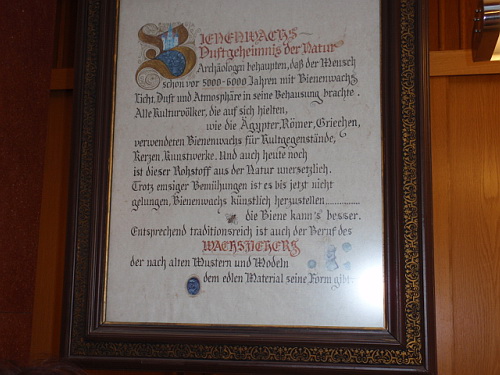 BIENENWACHS~
Duftgeheimnis der Natur
Archäologen behaupten, daß der Mensch
schon vor 5000-6000 Jahren mit Bienenwachs
Licht, Duft und Atmosphäre in seine Behausung brachte.
Alle Kulturvölker, die auf sich hielten,
wie die Ägypter, Römer, Griechen,
verwendeten Bienenwachs für Kultgegenstände,
Kerzen, Kunstwerke. Und auch heute noch
ist dieser Rohstoff aus der Natur unersetzlich.
Trotz emsiger Bemühungen ist es bis jetzt nicht
gelungen, Bienenwachs künstlich herzustellen...............
die Biene kann's besser.
Entsprechend traditionsreich ist auch der Beruf des
WACHSZIEHERS
der nach alten Mustern und Modeln
dem edlen Material seine Form gibt.